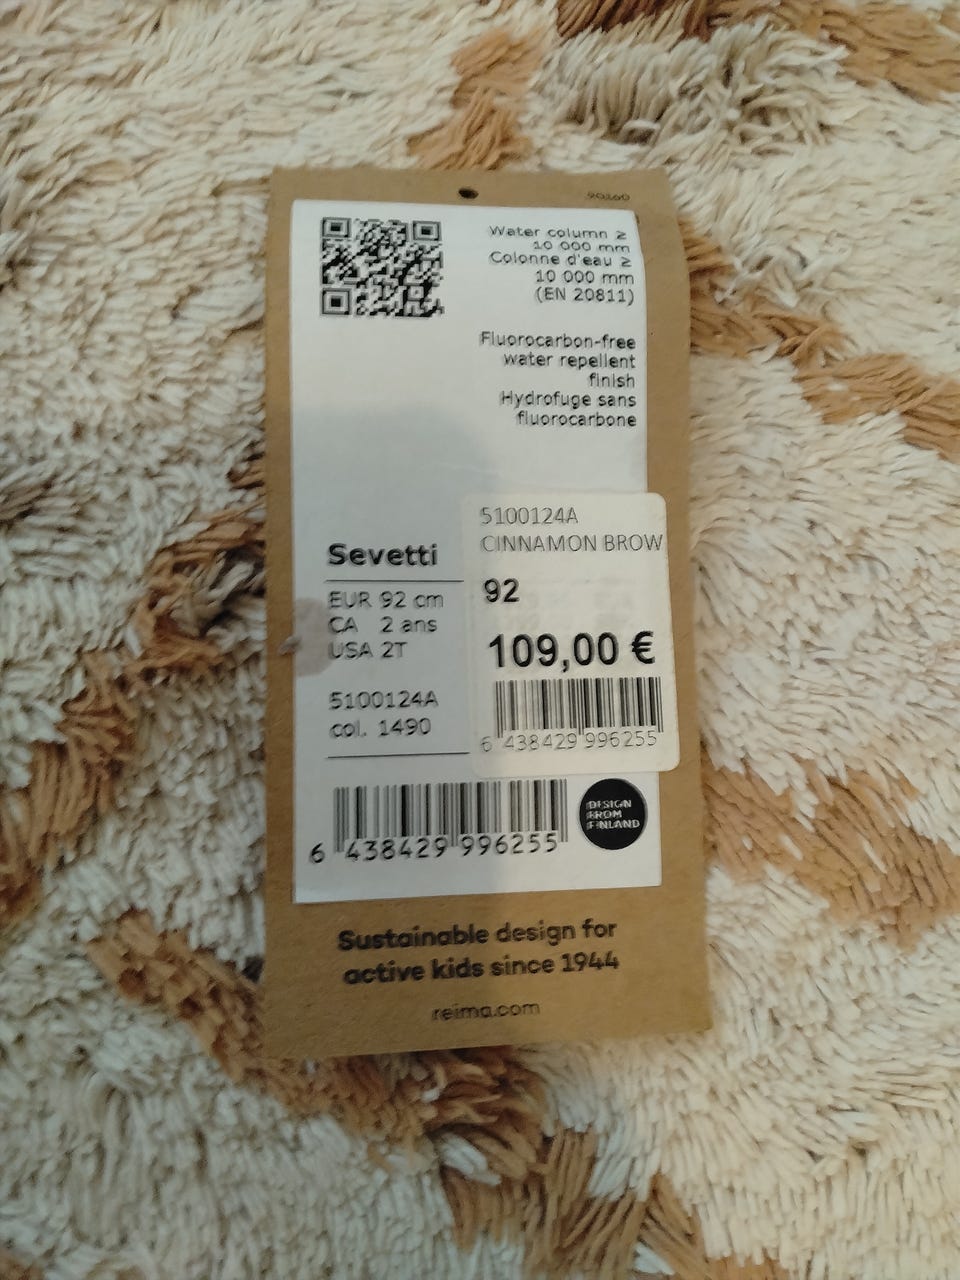 90160
Water column ≥
10 000 mm
Colonne d'eau ≥
10 000 mm
(EN 20811)
Fluorocarbon-free
water repellent
finish
Hydrofuge sans
fluorocarbone
5100124A
CINNAMON BROW
92
109,00 €
6 438429 996255
Sevetti
EUR 92 cm
CA 2 ans
USA 2T
5100124A
col. 1490
6 438429 996255
DESIGN
FROM
FINLAND
Sustainable design for
active kids since 1944
reima.com